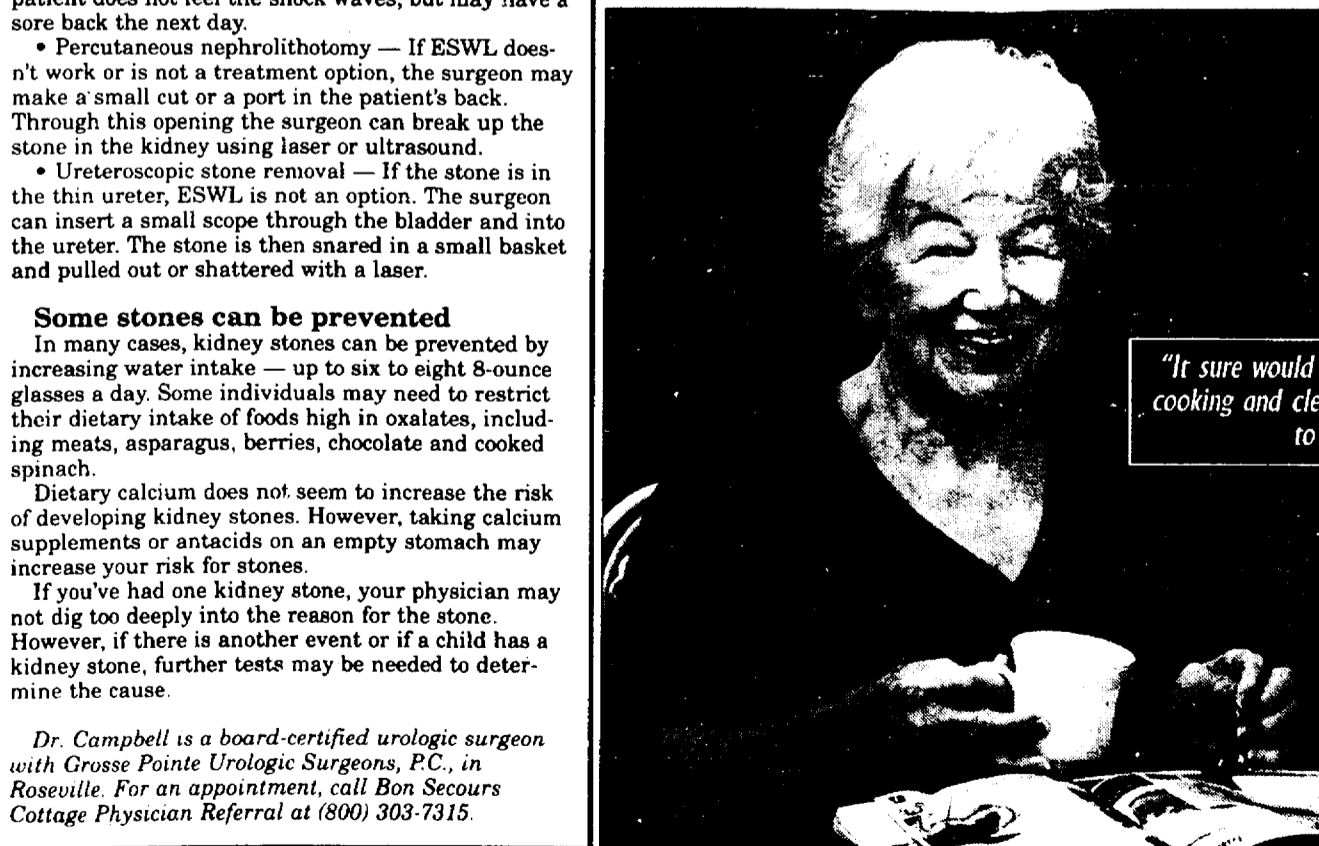 patient does not feel the shock waves, but may have a
sore back the next day.
• Percutaneous nephrolithotomy — If ESWL does-
n't work or is not a treatment option, the surgeon may
make a small cut or a port in the patient's back.
Through this opening the surgeon can break up the
stone in the kidney using laser or ultrasound.
• Ureteroscopic stone removal — If the stone is in
the thin ureter, ESWL is not an option. The surgeon
can insert a small scope through the bladder and into
the ureter. The stone is then snared in a small basket
and pulled out or shattered with a laser.
Some stones can be prevented
In many cases, kidney stones can be prevented by
increasing water intake — up to six to eight 8-ounce
glasses a day. Some individuals may need to restrict
their dietary intake of foods high in oxalates, includ-
ing meats, asparagus, berries, chocolate and cooked
spinach.
Dietary calcium does not seem to increase the risk
of developing kidney stones. However, taking calcium
supplements or antacids on an empty stomach may
increase your risk for stones.
If you've had one kidney stone, your physician may
not dig too deeply into the reason for the stone.
However, if there is another event or if a child has a
kidney stone, further tests may be needed to deter-
mine the cause.
Dr. Campbell is a board-certified urologic surgeon
with Grosse Pointe Urologic Surgeons, P.C., in
Roseville. For an appointment, call Bon Secours
Cottage Physician Referral at (800) 303-7315.
"It sure would
cooking and cle
to